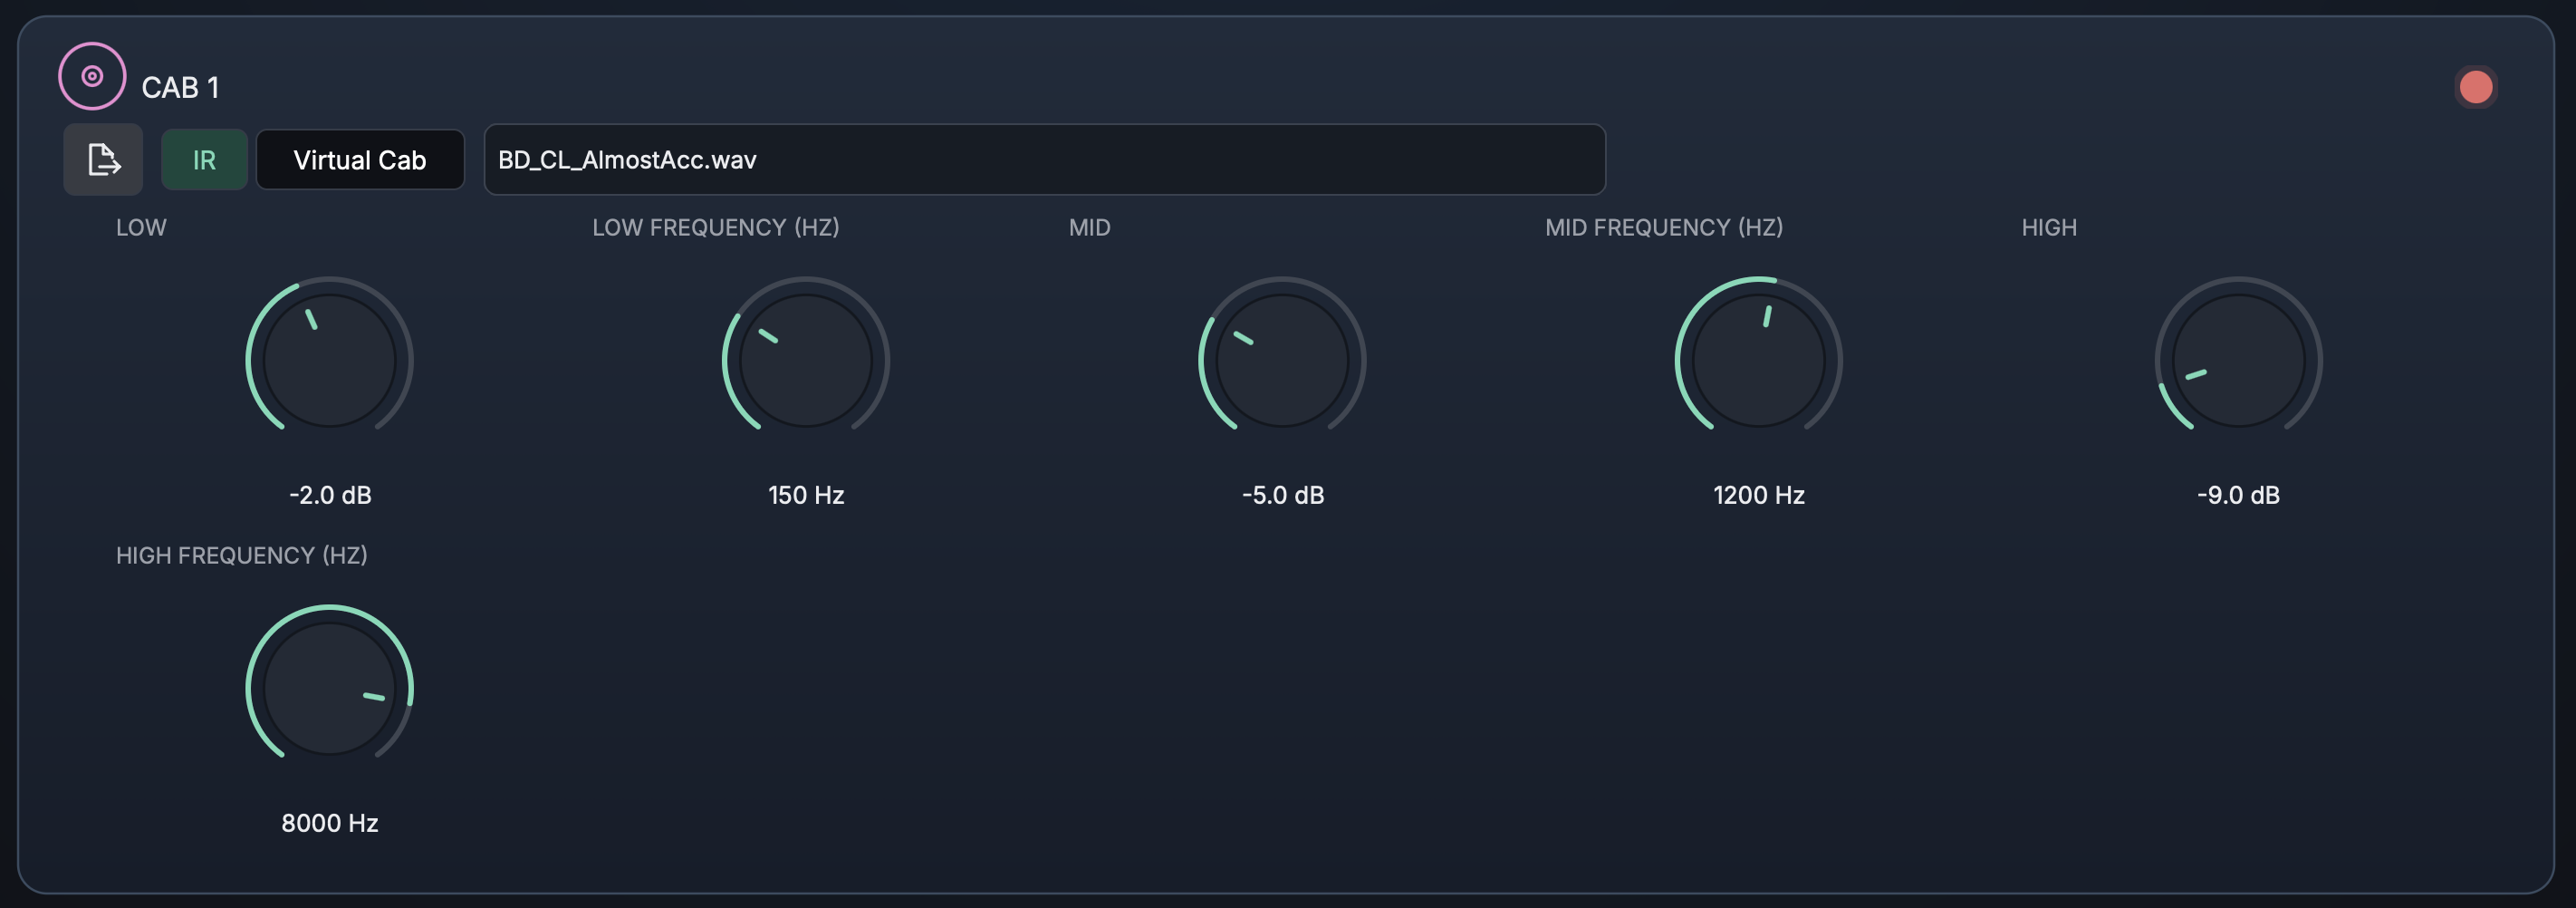 CAB 1
IR Virtual Cab BD_CL_AlmostAcc.wav
LOW LOW FREQUENCY (HZ) MID MID FREQUENCY (HZ) HIGH
-2.0 dB 150 Hz -5.0 dB 1200 Hz -9.0 dB
HIGH FREQUENCY (HZ)
8000 Hz